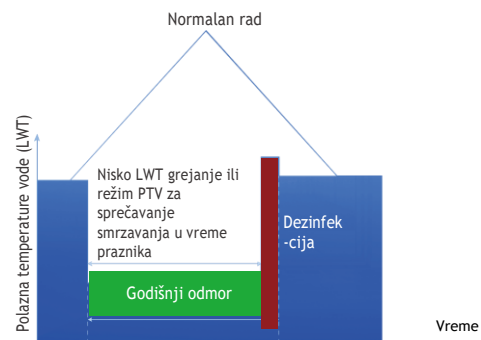 Normalan rad
Polazna temperature vode (LWT)
Nisko LWT grejanje ili
režim PTV za
sprečavanje
smrzavanja u vreme
praznika
Dezinfek
-cija
Godišnji odmor
Vreme